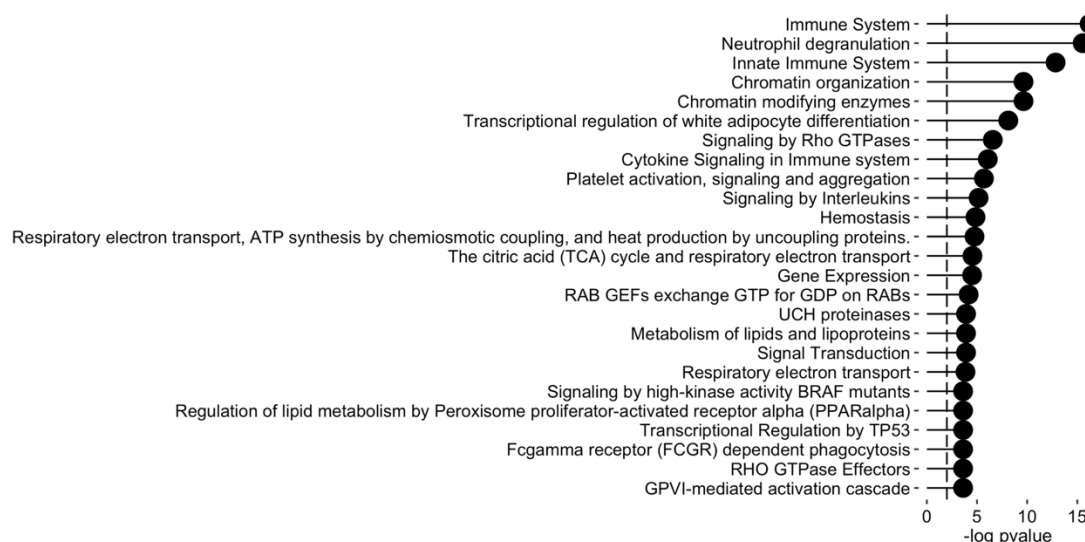 Immune System
Neutrophil degranulation
Innate Immune System
Chromatin organization
Chromatin modifying enzymes
Transcriptional regulation of white adipocyte differentiation
Signaling by Rho GTPases
Cytokine Signaling in Immune system
Platelet activation, signaling and aggregation
Signaling by Interleukins
Hemostasis
Respiratory electron transport, ATP synthesis by chemiosmotic coupling, and heat production by uncoupling proteins.
The citric acid (TCA) cycle and respiratory electron transport
Gene Expression
RAB GEFs exchange GTP for GDP on RABs
UCH proteinases
Metabolism of lipids and lipoproteins
Signal Transduction
Respiratory electron transport
Signaling by high-kinase activity BRAF mutants
Regulation of lipid metabolism by Peroxisome proliferator-activated receptor alpha (PPARalpha)
Transcriptional Regulation by TP53
Fcgamma receptor (FCGR) dependent phagocytosis
RHO GTPase Effectors
GPVI-mediated activation cascade
0 5 10 15
-log pvalue